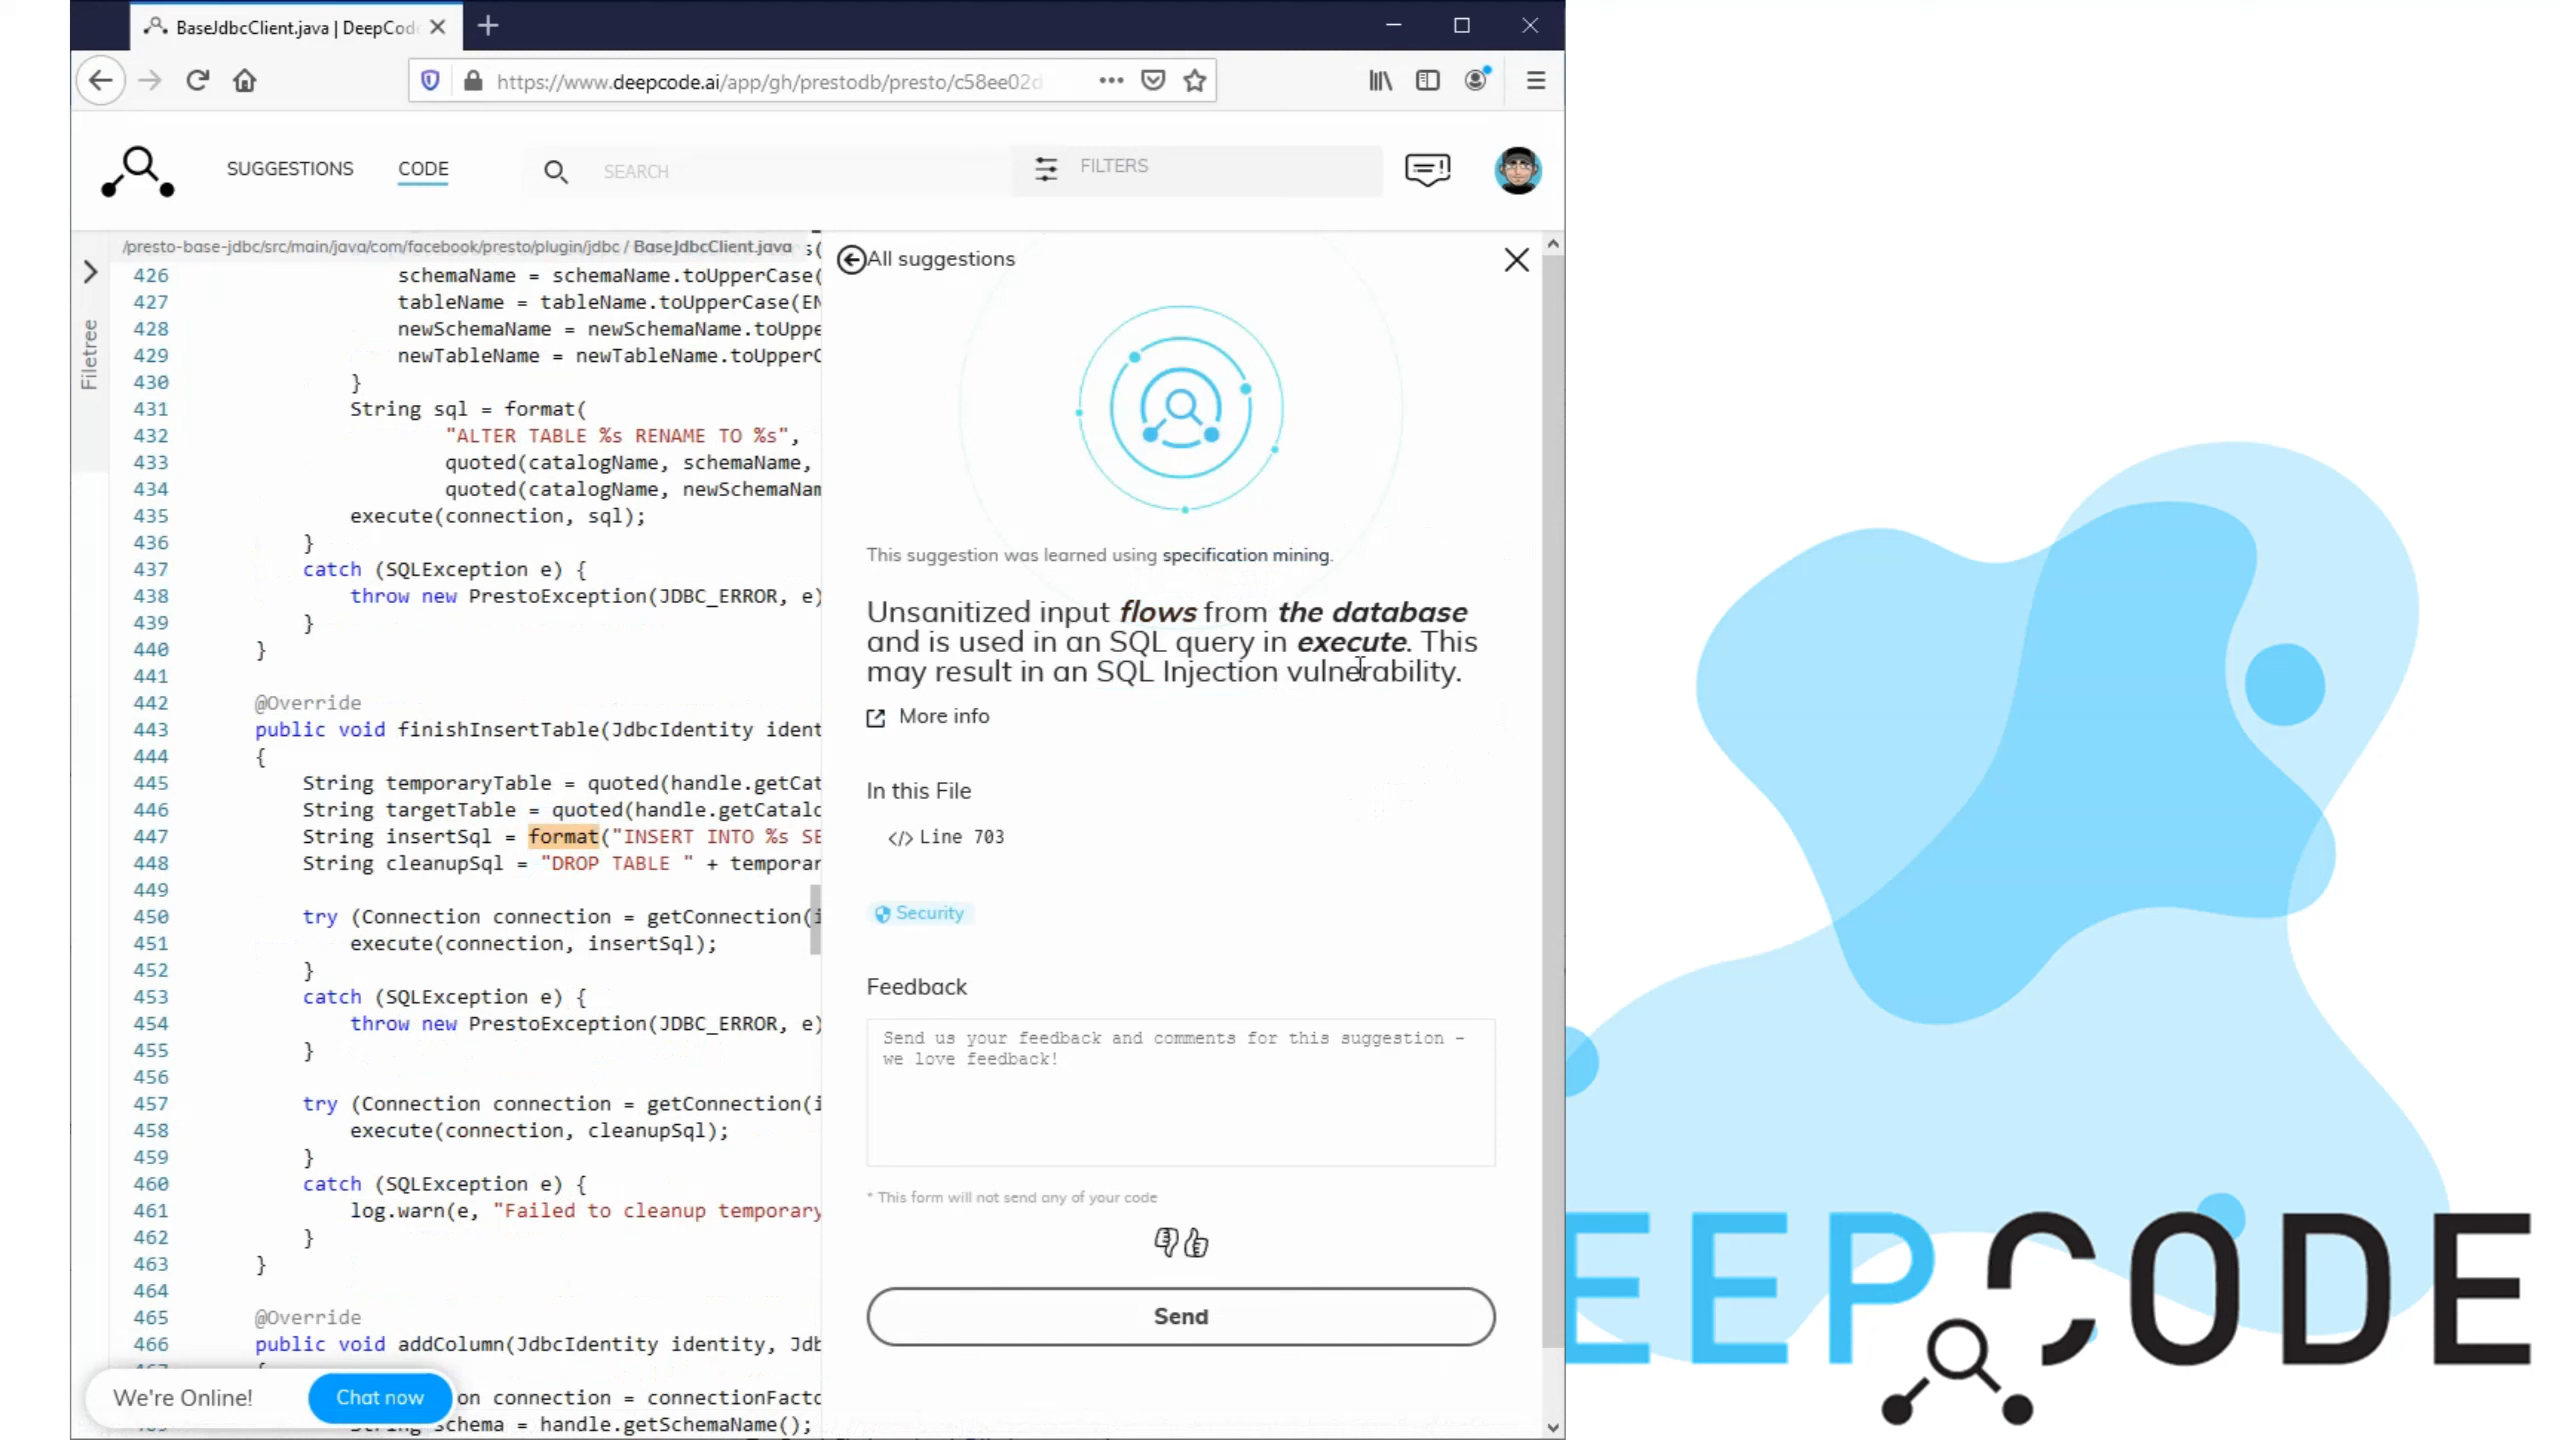 BaseJdbcClient.java | DeepCode
https://www.deepcode.ai/app/gh/prestodb/presto/c58ee02d
SUGGESTIONS
CODE
SEARCH
FILTERS
/presto-base-jdbc/src/main/java/com/facebook/presto/plugin/jdbc / BaseJdbcClient.java
Filetree
426 schemaName = schemaName.toUpperCase(
427 tableName = tableName.toUpperCase(EN
428 newSchemaName = newSchemaName.toUppe
429 newTableName = newTableName.toUpperC
430 }
431 String sql = format(
432 "ALTER TABLE %s RENAME TO %s",
433 quoted(catalogName, schemaName,
434 quoted(catalogName, newSchemaNam
435 execute(connection, sql);
436 }
437 catch (SQLException e) {
438 throw new PrestoException(JDBC_ERROR, e)
439 }
440 }
441
442 @Override
443 public void finishInsertTable(JdbcIdentity ident
444 {
445 String temporaryTable = quoted(handle.getCat
446 String targetTable = quoted(handle.getCatalo
447 String insertSql = format("INSERT INTO %s SE
448 String cleanupSql = "DROP TABLE " + temporar
449
450 try (Connection connection = getConnection(i
451 execute(connection, insertSql);
452 }
453 catch (SQLException e) {
454 throw new PrestoException(JDBC_ERROR, e)
455 }
456
457 try (Connection connection = getConnection(i
458 execute(connection, cleanupSql);
459 }
460 catch (SQLException e) {
461 log.warn(e, "Failed to cleanup temporary
462 }
463 }
464
465 @Override
466 public void addColumn(JdbcIdentity identity, Jdb
on connection = connectionFacto
schema = handle.getSchemaName();
We're Online!
Chat now
All suggestions
This suggestion was learned using specification mining.
Unsanitized input flows from the database
and is used in an SQL query in execute. This
may result in an SQL Injection vulnerability.
More info
In this File
</> Line 703
Security
Feedback
Send us your feedback and comments for this suggestion -
we love feedback!
* This form will not send any of your code
Send
EEP CODE